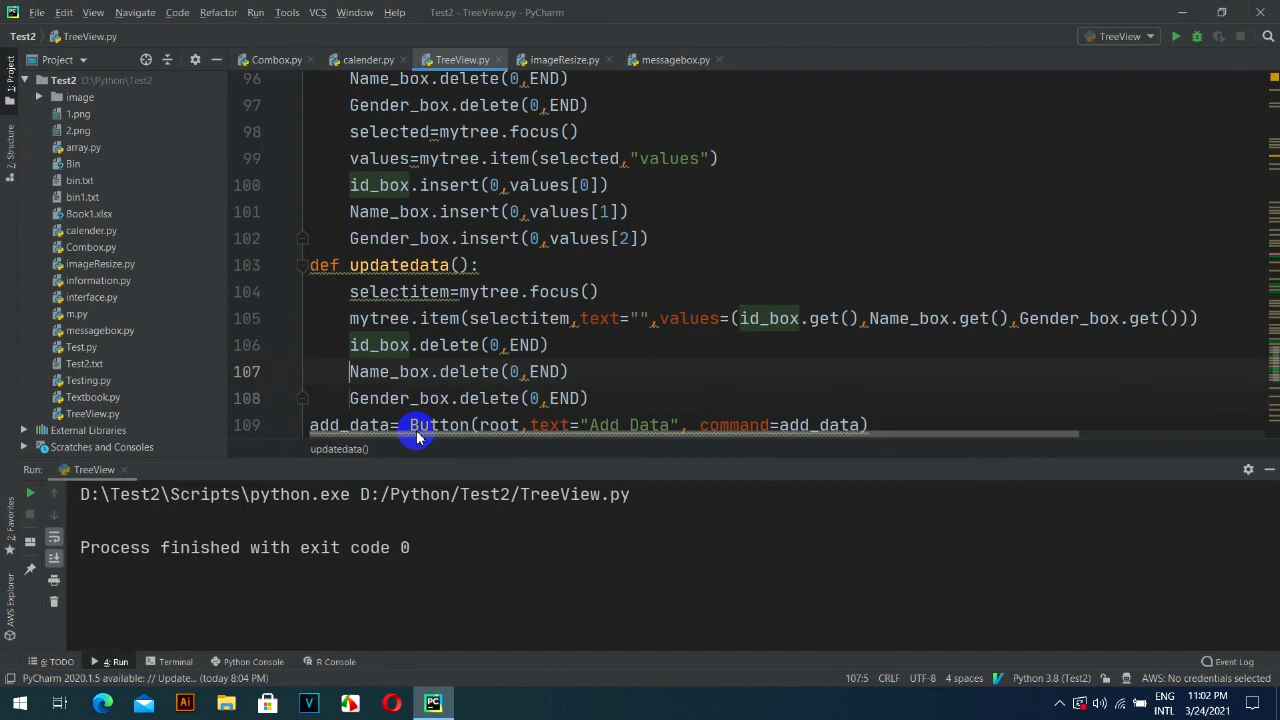 File Edit View Navigate Code Refactor Run Tools VCS Window Help Test2 - TreeView.py - PyCharm
Test2 TreeView.py TreeView
Project Combox.py calender.py TreeView.py imageResize.py messagebox.py
1: Project
7: Structure
2: Favorites
AWS Explorer
Test2 D:\Python\Test2
image
1.png
2.png
array.py
Bin
bin.txt
bin1.txt
Book1.xlsx
calender.py
Combox.py
imageResize.py
information.py
interface.py
m.py
messagebox.py
Test.py
Test2.txt
Testing.py
Textbook.py
TreeView.py
External Libraries
Scratches and Consoles
96 Name_box.delete(0,END)
97 Gender_box.delete(0,END)
98 selected=mytree.focus()
99 values=mytree.item(selected,"values")
100 id_box.insert(0,values[0])
101 Name_box.insert(0,values[1])
102 Gender_box.insert(0,values[2])
103 def updatedata():
104 selectitem=mytree.focus()
105 mytree.item(selectitem,text="",values=(id_box.get(),Name_box.get(),Gender_box.get()))
106 id_box.delete(0,END)
107 Name_box.delete(0,END)
108 Gender_box.delete(0,END)
109 add_data= Button(root,text="Add Data", command=add_data)
updatedata()
Run: TreeView
D:\Test2\Scripts\python.exe D:/Python/Test2/TreeView.py
Process finished with exit code 0
6: TODO 4: Run Terminal Python Console R Console Event Log
PyCharm 2020.1.5 available: // Update... (today 8:04 PM) 107:5 CRLF UTF-8 4 spaces Python 3.8 (Test2) AWS: No credentials selected
ENG 11:02 PM
INTL 3/24/2021